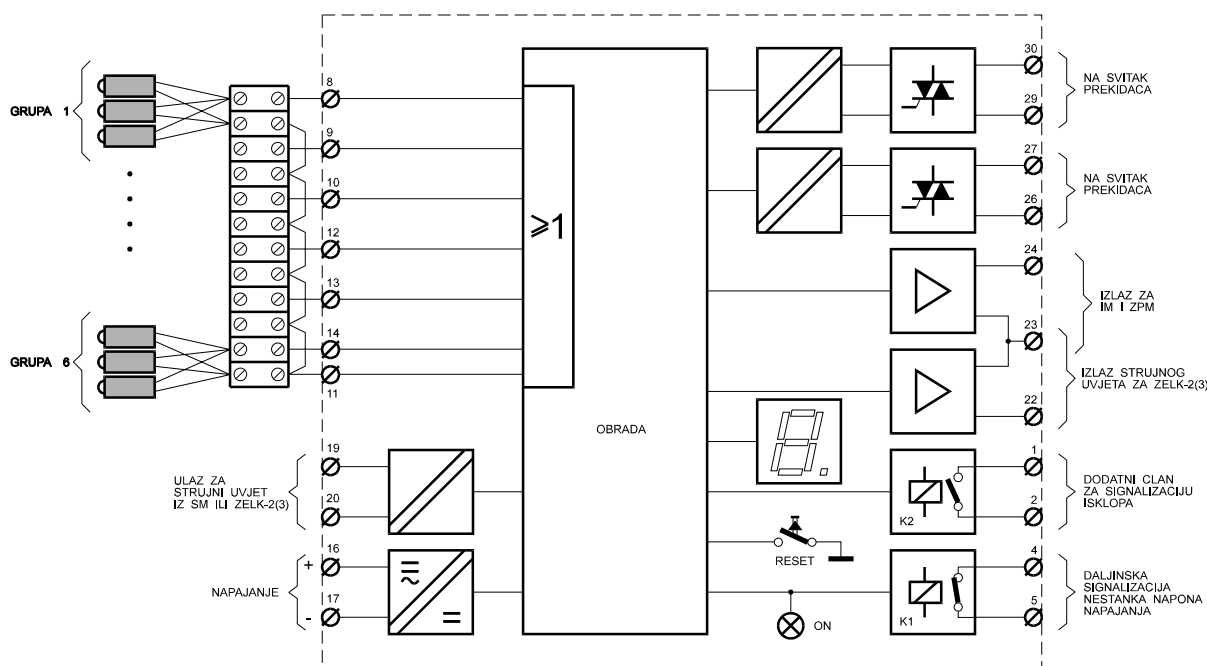 GRUPA 1
GRUPA 6
8
9
10
12
13
14
11
≥1
OBRADA
19
20
ULAZ ZA
STRUJNI UVJET
IZ SM ILI ZELK-2(3)
16
17
+
-
NAPAJANJE
=
~
=
30
29
NA SVITAK
PREKIDACA
27
26
NA SVITAK
PREKIDACA
24
23
22
IZLAZ ZA
IM I ZPM
IZLAZ STRUJNOG
UVJETA ZA ZELK-2(3)
8.
1
2
K2
DODATNI CLAN
ZA SIGNALIZACIJU
ISKLOPA
RESET
4
5
K1
ON
DALJINSKA
SIGNALIZACIJA
NESTANKA NAPONA
NAPAJANJA